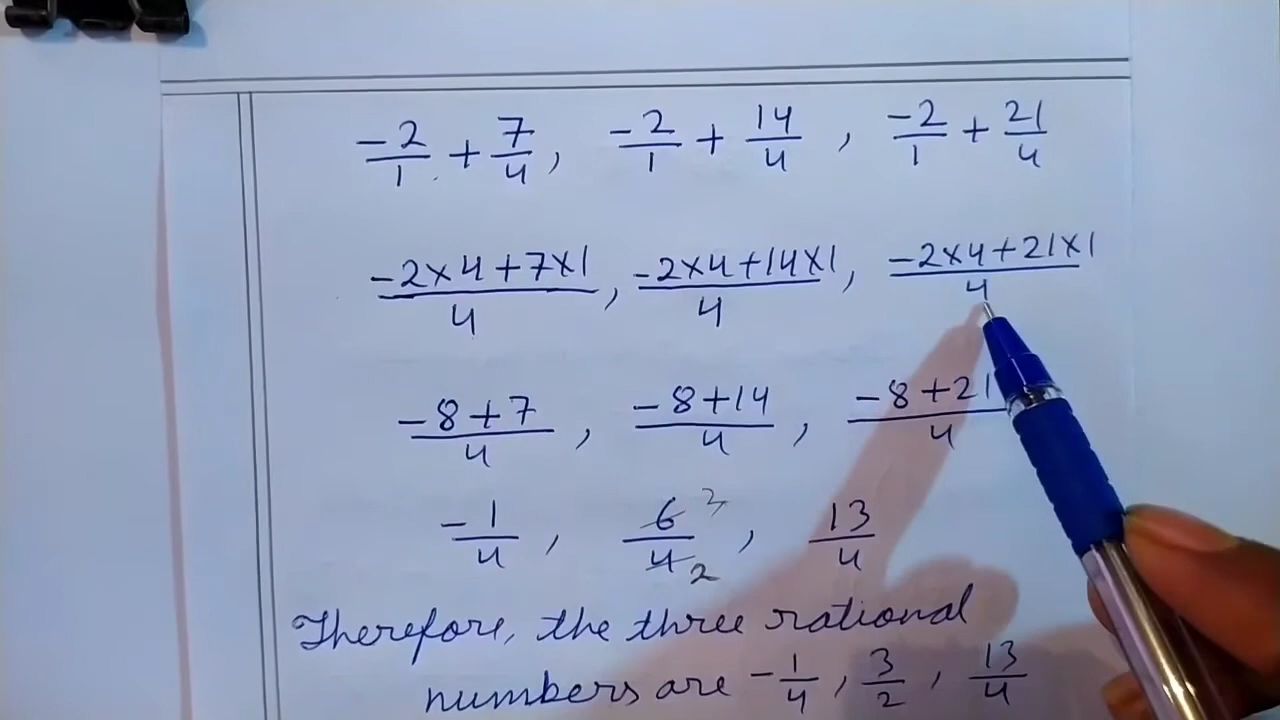 -2/1 + 7/4, -2/1 + 14/4, -2/1 + 21/4
-2×4+7×1/4, -2×4+14×1/4, -2×4+21×1/4
-8+7/4, -8+14/4, -8+21/4
-1/4, 6/4 3/2, 13/4
Therefore, the three rational
numbers are -1/4, 3/2, 13/4